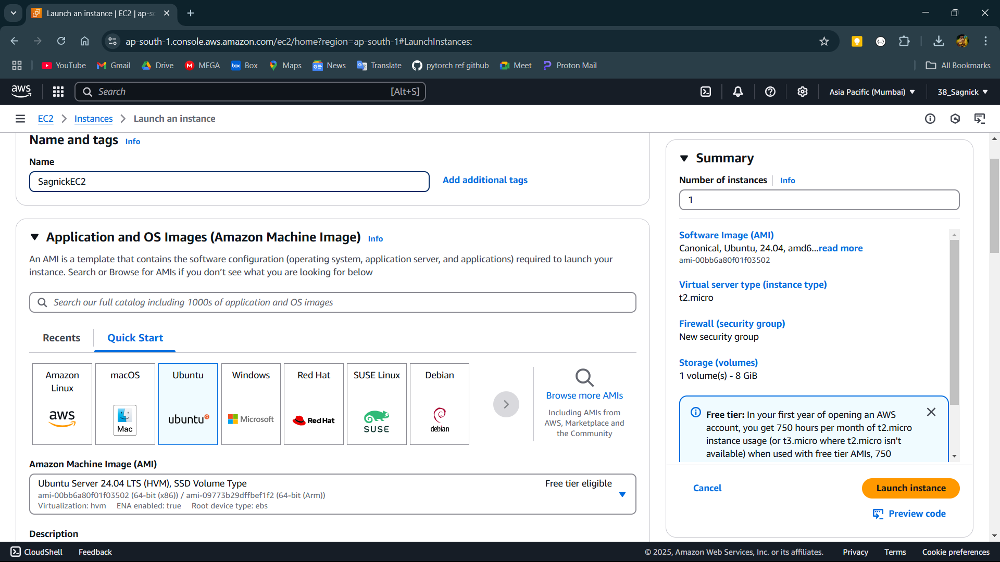 Launch an instance | EC2 | ap-so
ap-south-1.console.aws.amazon.com/ec2/home?region=ap-south-1#LaunchInstances:
YouTube
Gmail
Drive
MEGA
box
Box
Maps
News
Translate
pytorch ref github
Meet
Proton Mail
All Bookmarks
aws
Search
[Alt+S]
Asia Pacific (Mumbai)
38_Sagnick
EC2
Instances
Launch an instance
Name and tags
Info
Name
SagnickEC2
Add additional tags
Application and OS Images (Amazon Machine Image)
Info
An AMI is a template that contains the software configuration (operating system, application server, and applications) required to launch your
instance. Search or Browse for AMIs if you don’t see what you are looking for below
Search our full catalog including 1000s of application and OS images
Recents
Quick Start
Amazon
Linux
aws
macOS
Mac
Ubuntu
ubuntu
Windows
Microsoft
Red Hat
Red Hat
SUSE Linux
SUSE
Debian
debian
Browse more AMIs
Including AMIs from
AWS, Marketplace and
the Community
Amazon Machine Image (AMI)
Ubuntu Server 24.04 LTS (HVM), SSD Volume Type
Free tier eligible
ami-00bb6a80f01f03502 (64-bit (x86)) / ami-09773b29dffbef1f2 (64-bit (Arm))
Virtualization: hvm
ENA enabled: true
Root device type: ebs
Description
Summary
Number of instances
Info
1
Software Image (AMI)
Canonical, Ubuntu, 24.04, amd6...read more
ami-00bb6a80f01f03502
Virtual server type (instance type)
t2.micro
Firewall (security group)
New security group
Storage (volumes)
1 volume(s) - 8 GiB
Free tier: In your first year of opening an AWS
account, you get 750 hours per month of t2.micro
instance usage (or t3.micro where t2.micro isn't
available) when used with free tier AMIs, 750
Cancel
Launch instance
Preview code
CloudShell
Feedback
© 2025, Amazon Web Services, Inc. or its affiliates.
Privacy
Terms
Cookie preferences